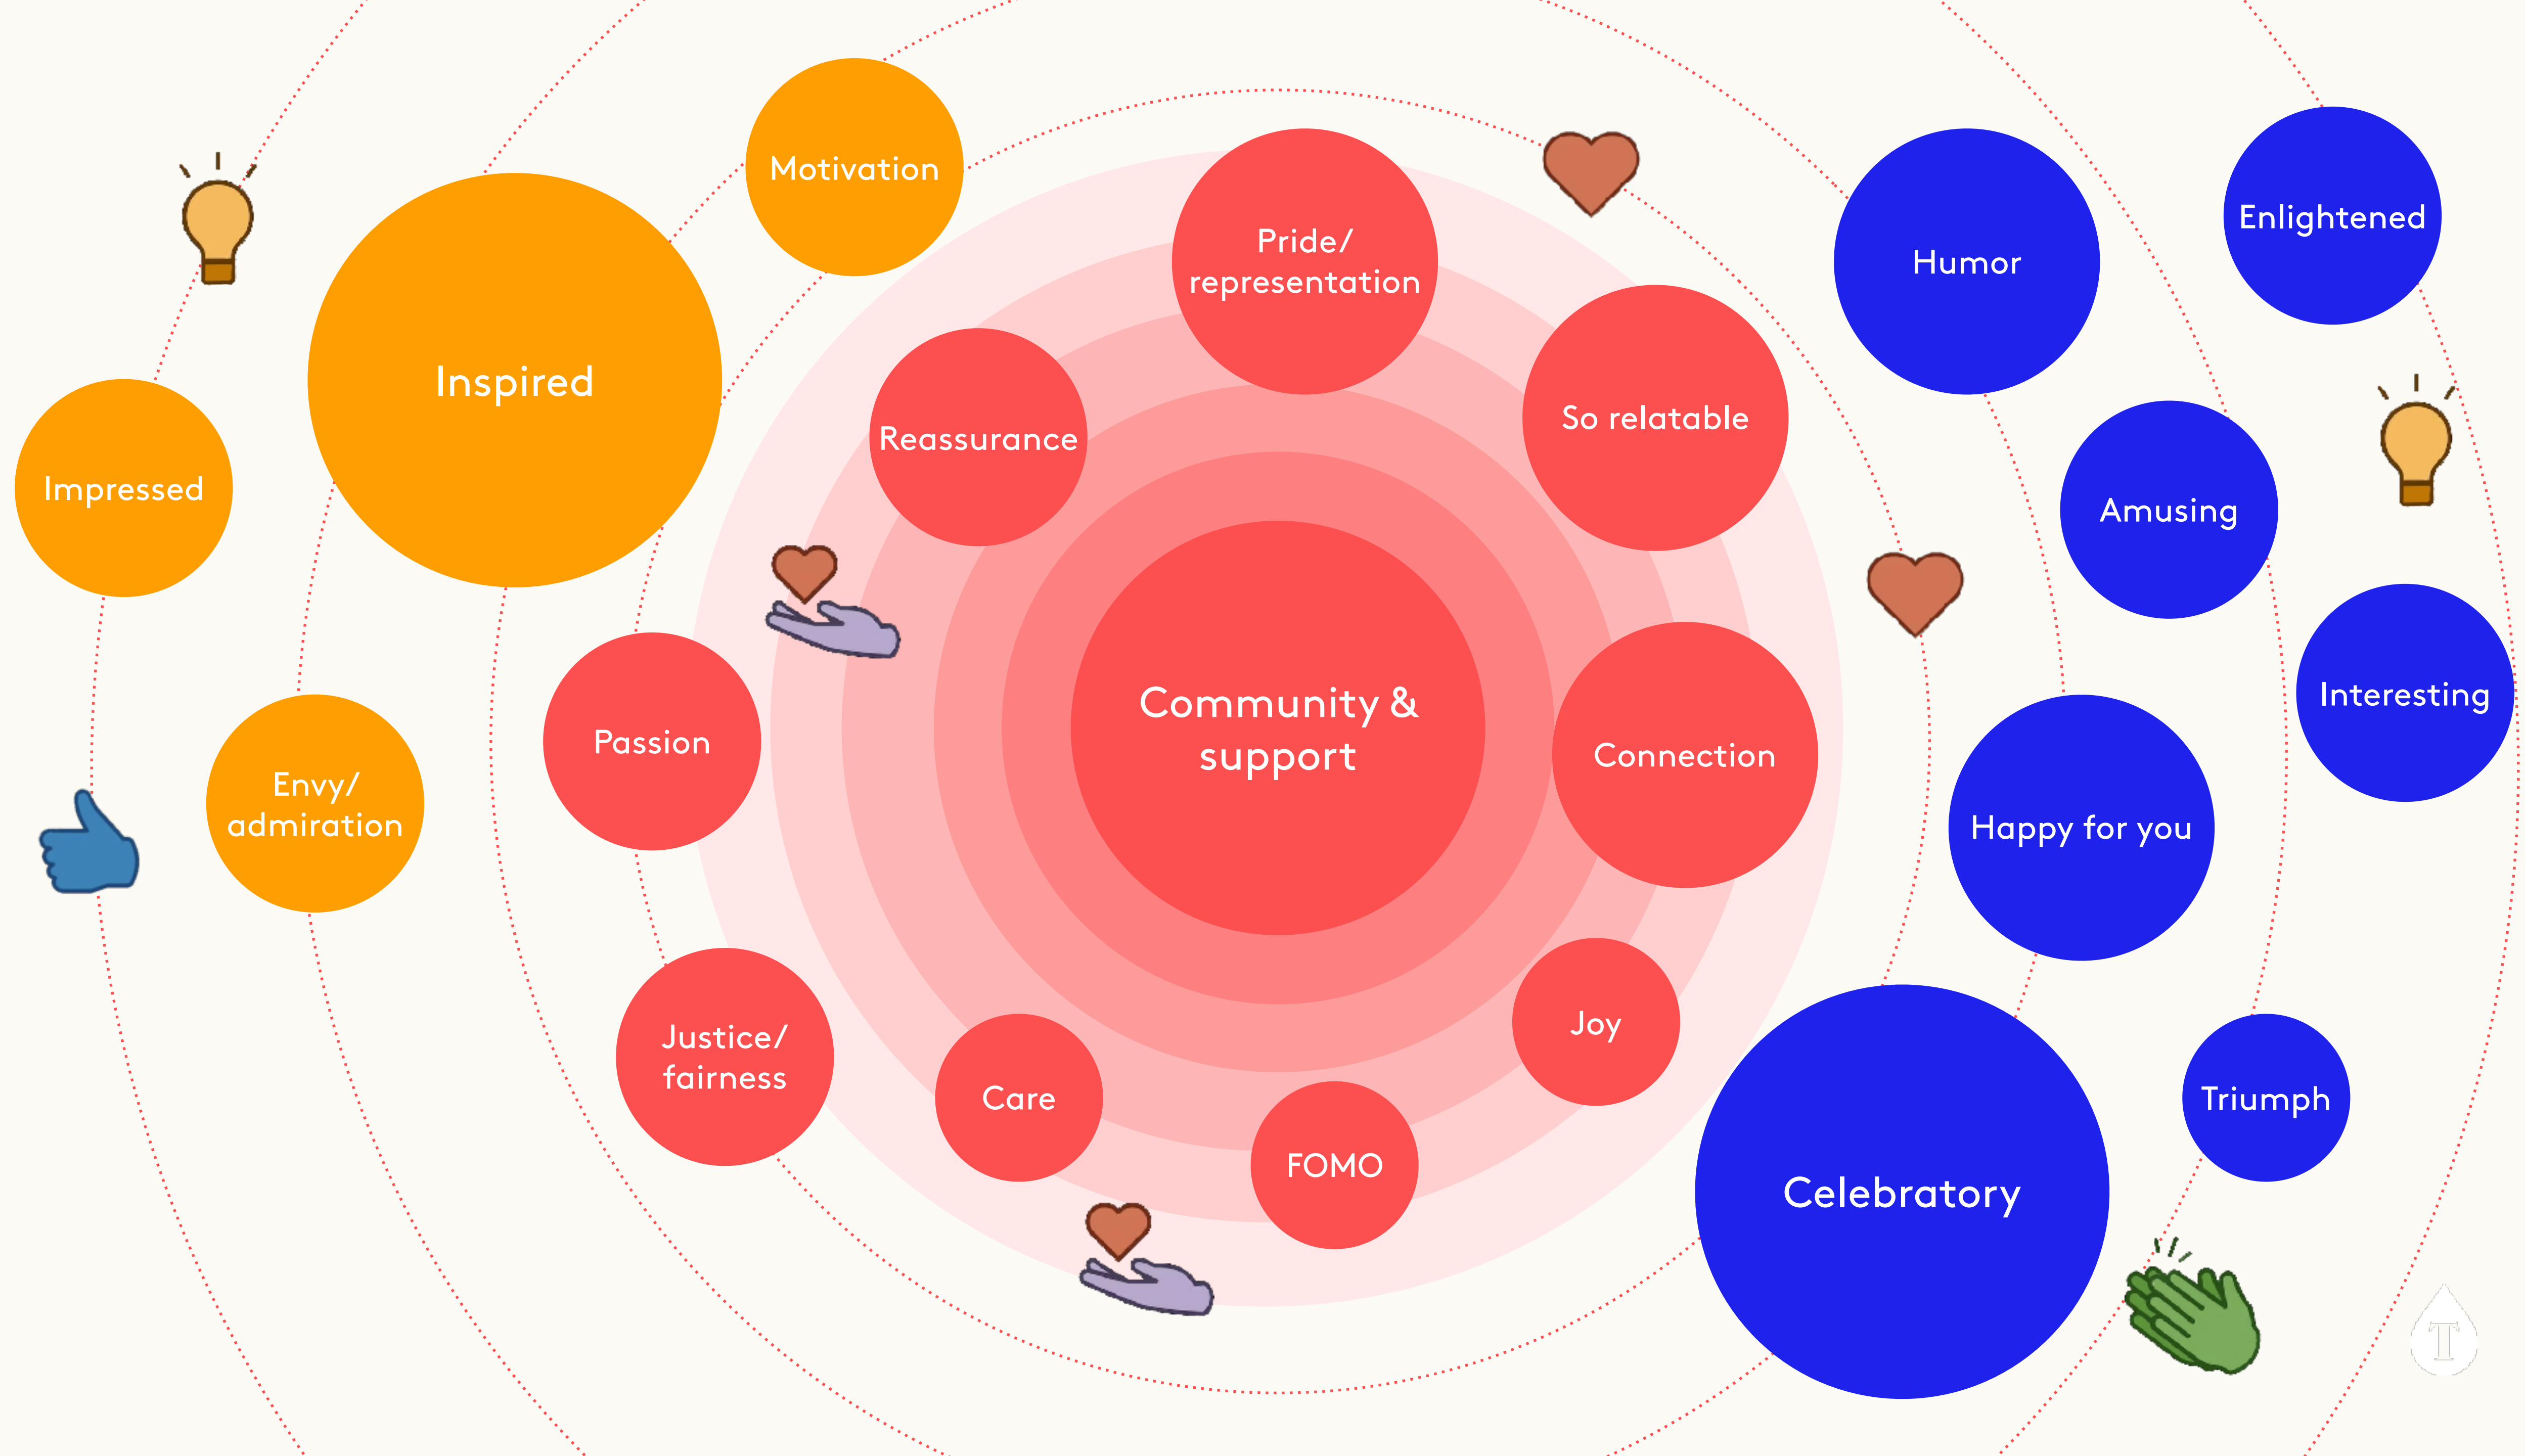 Motivation
Inspired
Impressed
Envy/
admiration
Pride/
representation
Reassurance
So relatable
Passion
Community &
support
Connection
Justice/
fairness
Care
FOMO
Joy
Humor
Enlightened
Amusing
Interesting
Happy for you
Triumph
Celebratory
T